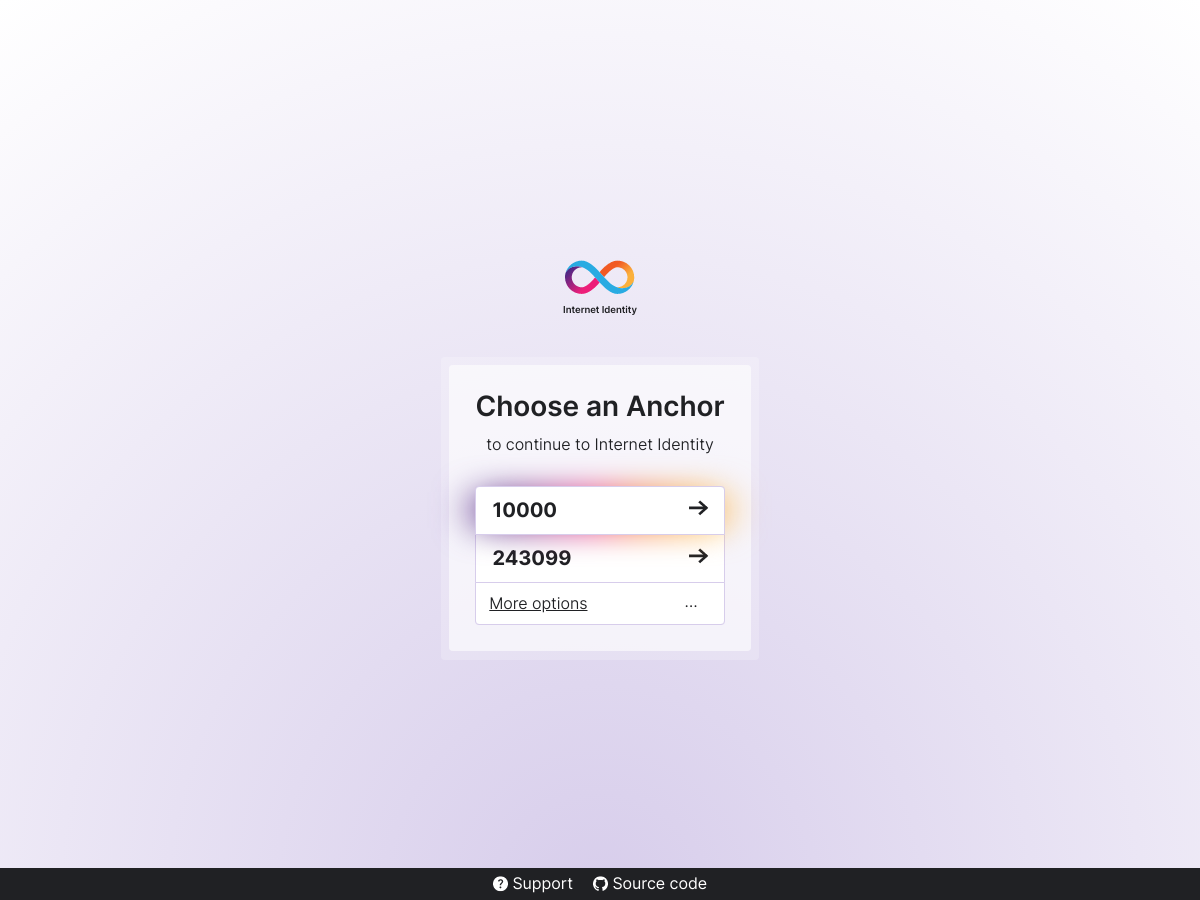 Internet Identity
Choose an Anchor
to continue to Internet Identity
10000
243099
More options ...
Support Source code